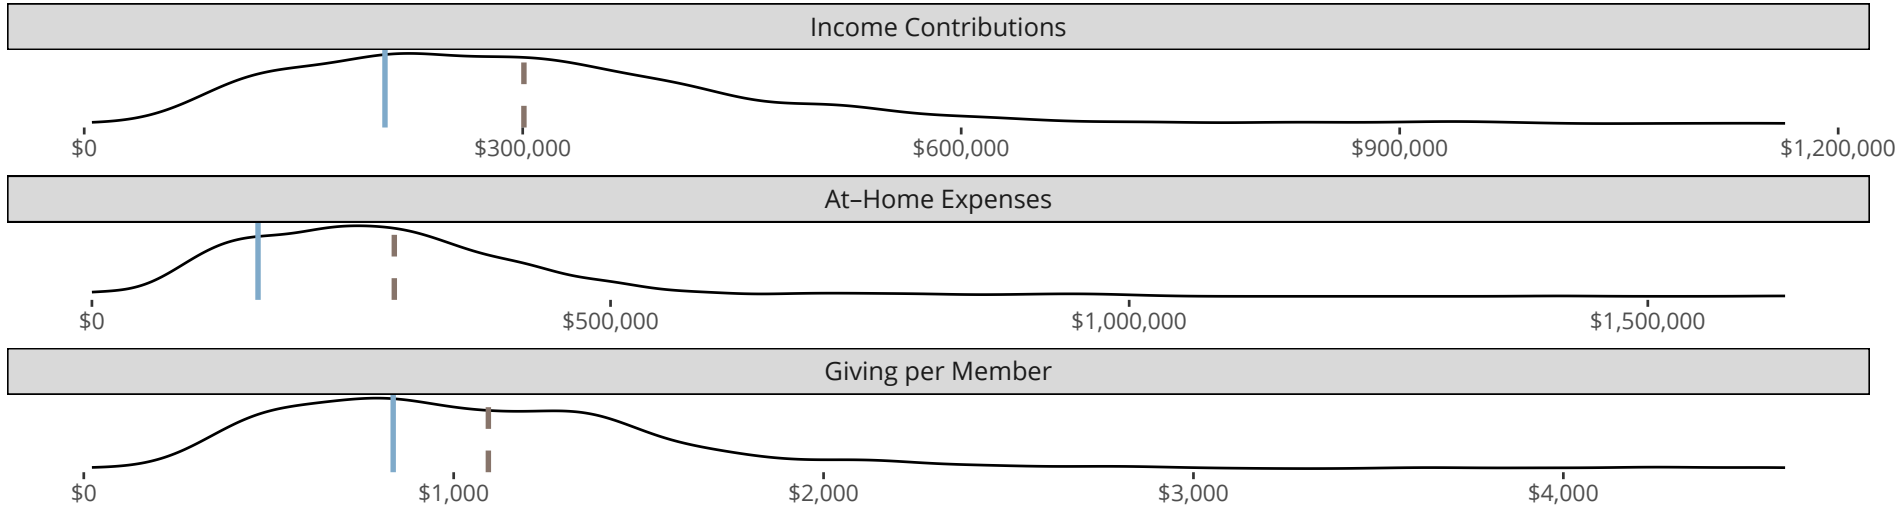 Income Contributions
$0 $300,000 $600,000 $900,000 $1,200,000
At–Home Expenses
$0 $500,000 $1,000,000 $1,500,000
Giving per Member
$0 $1,000 $2,000 $3,000 $4,000